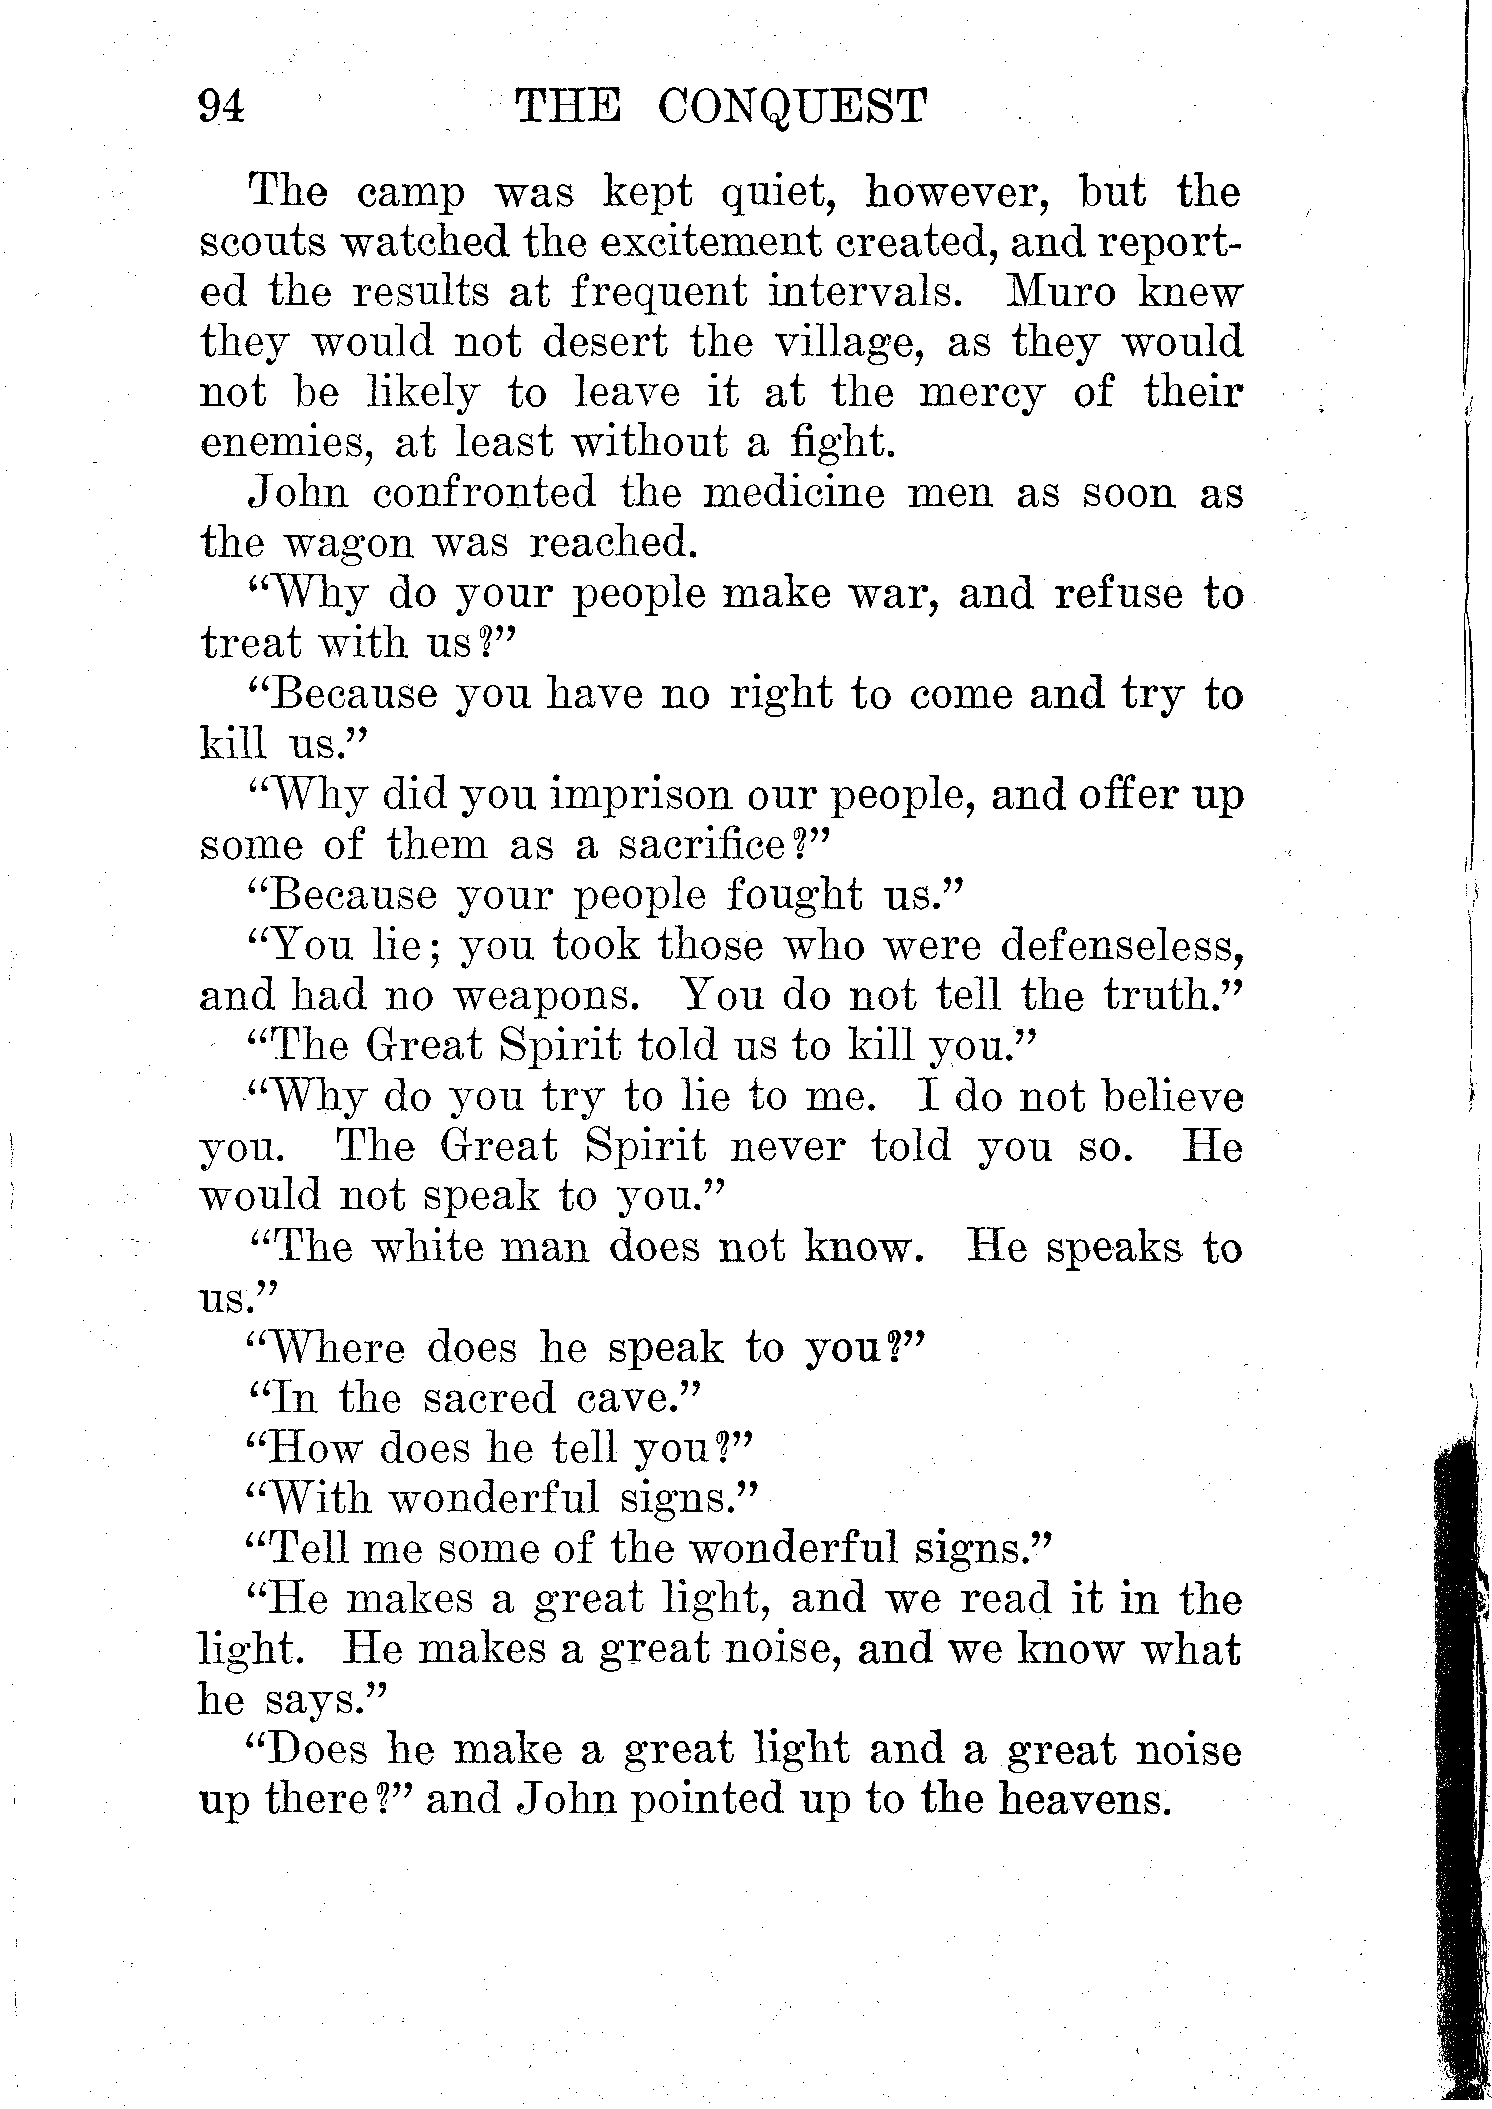 94 THE CONQUEST
The camp was kept quiet, however, but the
scouts watched the excitement created, and report-
ed the results at frequent intervals. Muro knew
they would not desert the village, as they would
not be likely to leave it at the mercy of their
enemies, at least without a fight.
John confronted the medicine men as soon as
the wagon was reached.
“Why do your people make war, and refuse to
treat with us?”
“Because you have no right to come and try to
kill us.”
“Why did you imprison our people, and offer up
some of them as a sacrifice?”
“Because your people fought us.”
“You lie; you took those who were defenseless,
and had no weapons. You do not tell the truth.”
“The Great Spirit told us to kill you.”
“Why do you try to lie to me. I do not believe
you. The Great Spirit never told you so. He
would not speak to you.”
“The white man does not know. He speaks to
us.”
“Where does he speak to you?”
“In the sacred cave.”
“How does he tell you?”
“With wonderful signs.”
“Tell me some of the wonderful signs.”
“He makes a great light, and we read it in the
light. He makes a great noise, and we know what
he says.”
“Does he make a great light and a great noise
up there?” and John pointed up to the heavens.